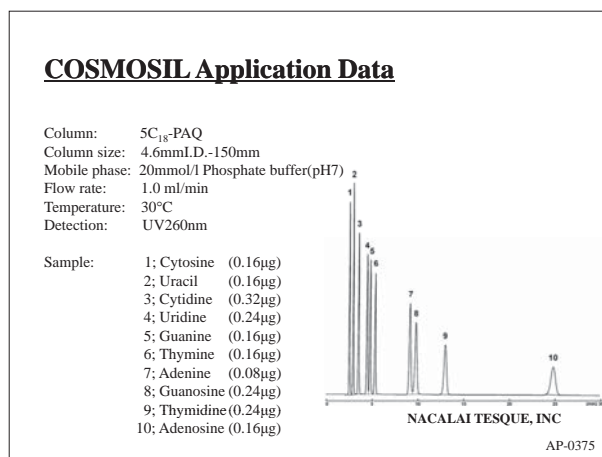 COSMOSIL Application Data
Column: 5C18-PAQ
Column size: 4.6mmI.D.-150mm
Mobile phase: 20mmol/l Phosphate buffer(pH7)
Flow rate: 1.0 ml/min
Temperature: 30°C
Detection: UV260nm
Sample: 1; Cytosine (0.16μg)
2; Uracil (0.16μg)
3; Cytidine (0.32μg)
4; Uridine (0.24μg)
5; Guanine (0.16μg)
6; Thymine (0.16μg)
7; Adenine (0.08μg)
8; Guanosine (0.24μg)
9; Thymidine (0.24μg)
10; Adenosine (0.16μg)
1
2
3
4
5
6
7
8
9
10
NACALAI TESQUE, INC
AP-0375